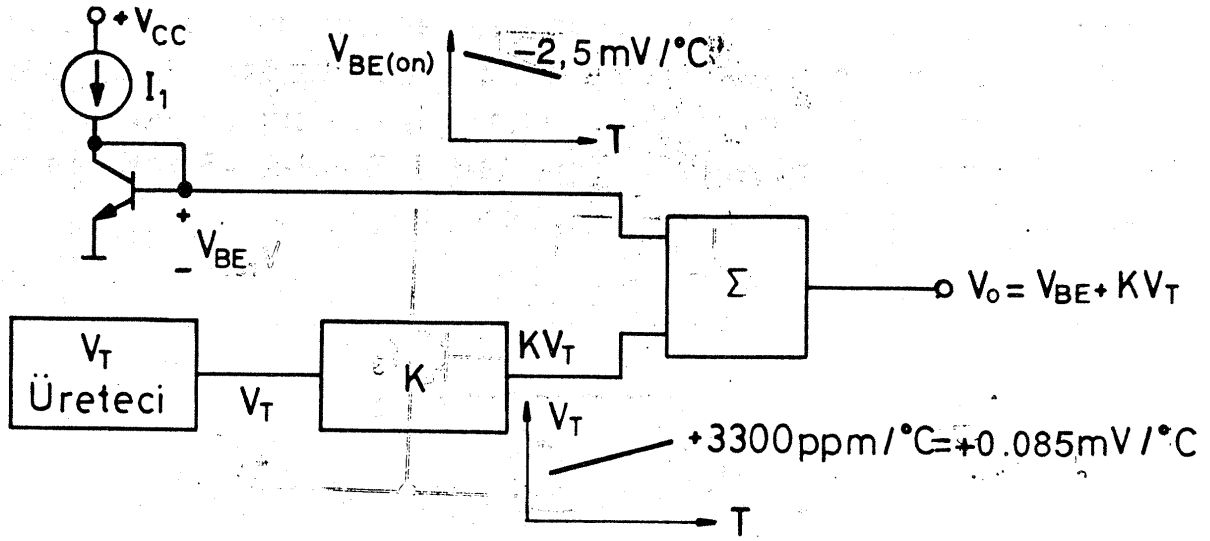 +VCC
I1
VBE(on)
-2,5 mV/°C
T
+
VBE
-
Σ
Vo = VBE + KVT
VT
Üreteci
VT
K
KVT
VT
+3300ppm/°C=+0.085mV/°C
T